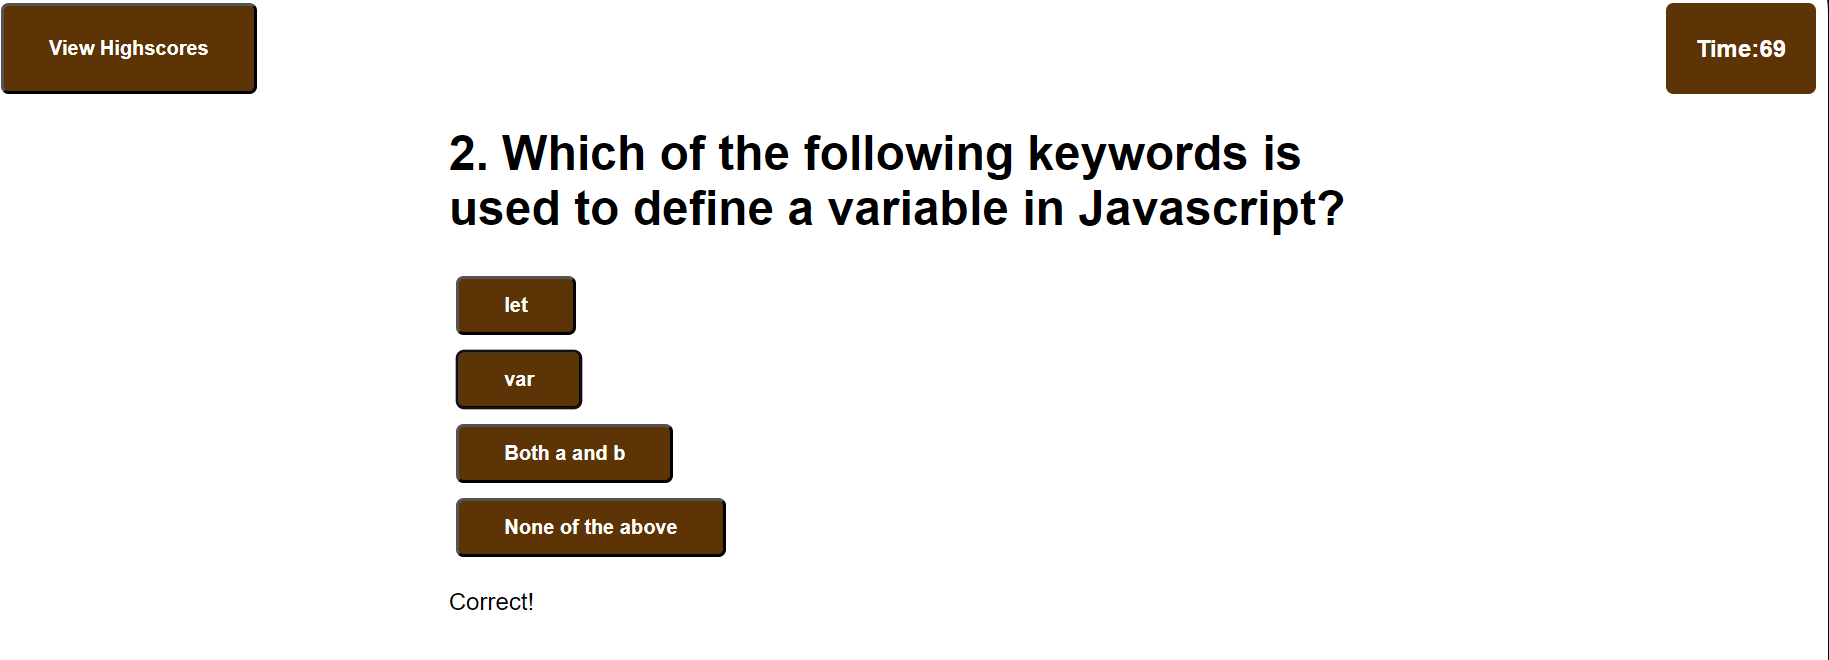 View Highscores
Time:69
2. Which of the following keywords is
used to define a variable in Javascript?
let
var
Both a and b
None of the above
Correct!